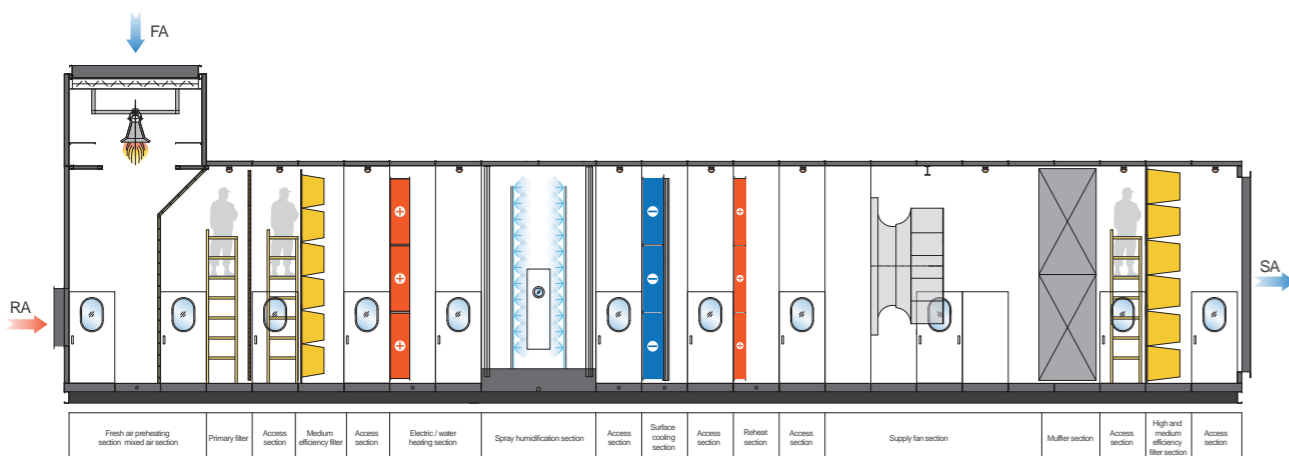 FA
RA
SA
Fresh air preheating
section mixed air section
Primary filter
Access
section
Medium
efficiency filter
Access
section
Electric / water
heating section
Spray humidification section
Access
section
Surface
cooling
section
Access
section
Reheat
section
Access
section
Supply fan section
Muffler section
Access
section
High and
medium
efficiency
filter section
Access
section